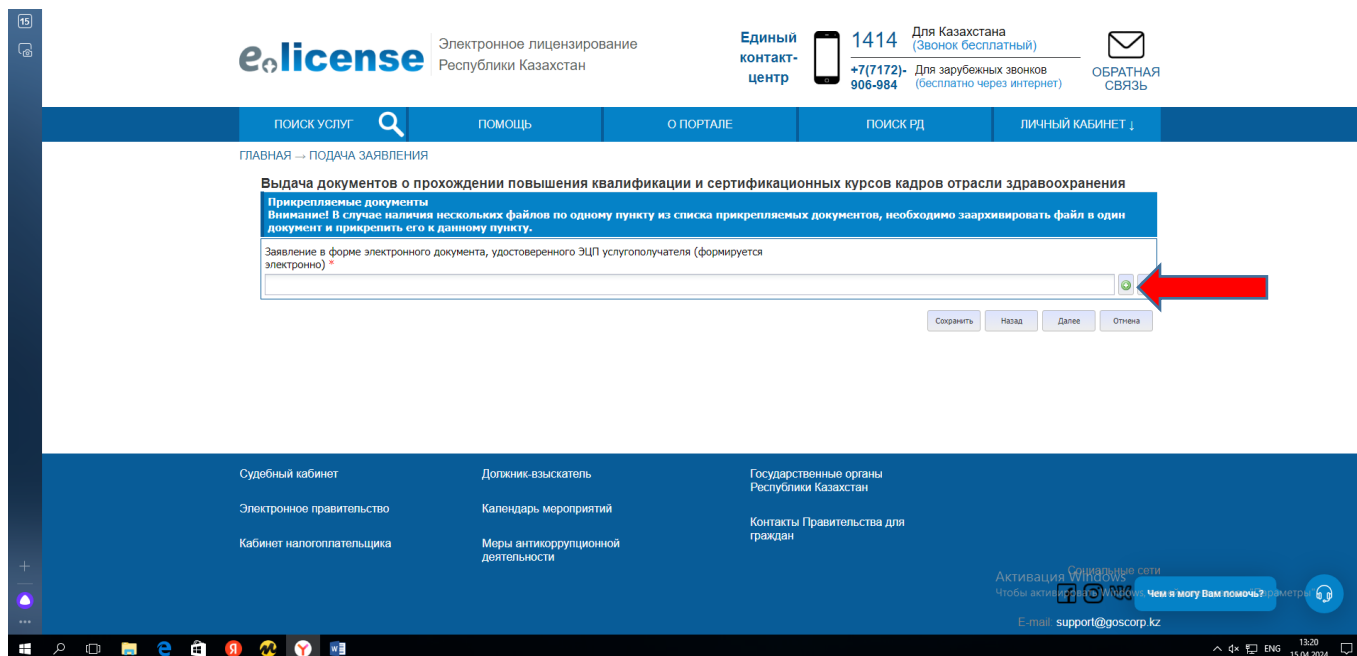 15
e.license
Электронное лицензирование
Республики Казахстан
Единый
контакт-
центр
1414
Для Казахстана
(Звонок бесплатный)
+7(7172)-
906-984
Для зарубежных звонков
(бесплатно через интернет)
ОБРАТНАЯ
СВЯЗЬ
ПОИСК УСЛУГ
ПОМОЩЬ
О ПОРТАЛЕ
ПОИСК РД
ЛИЧНЫЙ КАБИНЕТ ↓
ГЛАВНАЯ → ПОДАЧА ЗАЯВЛЕНИЯ
Выдача документов о прохождении повышения квалификации и сертификационных курсов кадров отрасли здравоохранения
Прикрепляемые документы
Внимание! В случае наличия нескольких файлов по одному пункту из списка прикрепляемых документов, необходимо заархивировать файл в один
документ и прикрепить его к данному пункту.
Заявление в форме электронного документа, удостоверенного ЭЦП услугополучателя (формируется
электронно) *
Сохранить
Назад
Далее
Отмена
Судебный кабинет
Должник-взыскатель
Государственные органы
Республики Казахстан
Электронное правительство
Календарь мероприятий
Контакты Правительства для
граждан
Кабинет налогоплательщика
Меры антикоррупционной
деятельности
Социальные сети
Активация Windows
Чтобы активировать Windows,
Чем я могу Вам помочь?
E-mail: support@goscorp.kz
ENG
13:20
15.04.2024